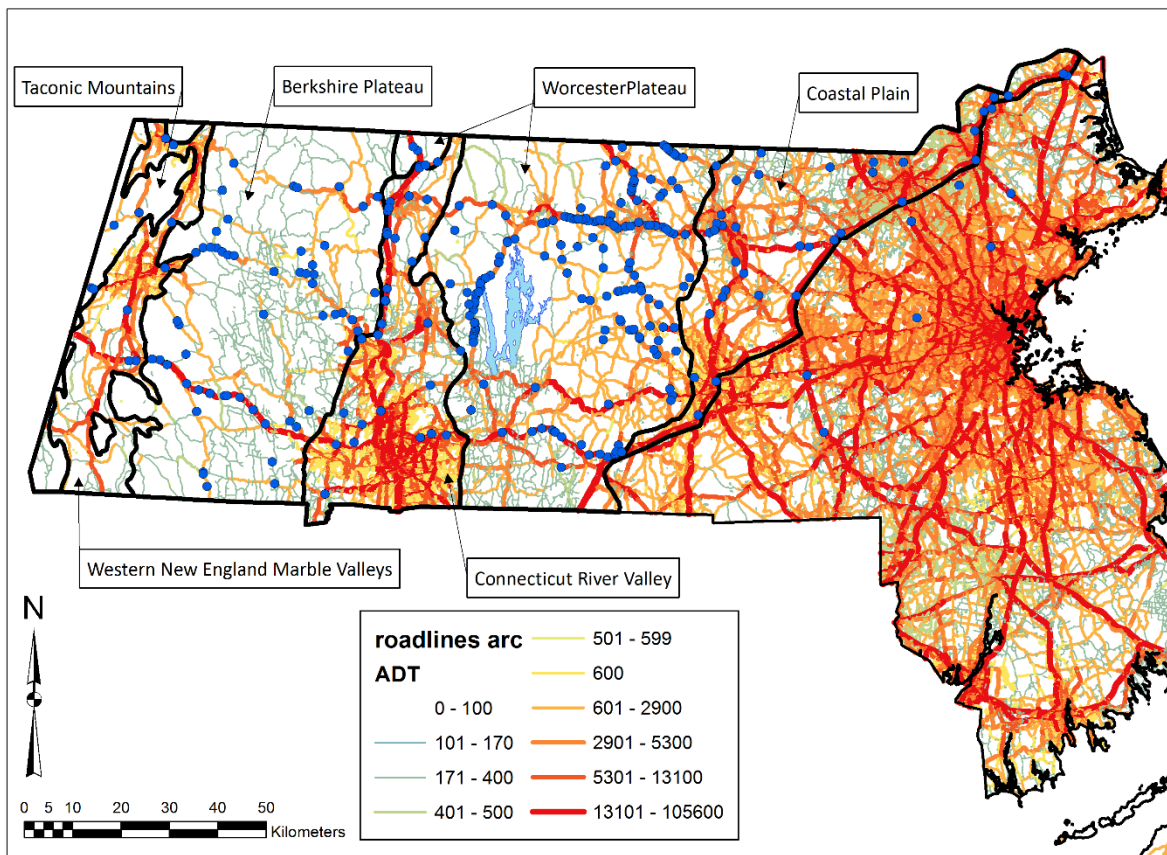 Taconic Mountains
Berkshire Plateau
WorcesterPlateau
Coastal Plain
Western New England Marble Valleys
Connecticut River Valley
N
0 5 10 20 30 40 50
Kilometers
roadlines arc
ADT
0 - 100
101 - 170
171 - 400
401 - 500
501 - 599
600
601 - 2900
2901 - 5300
5301 - 13100
13101 - 105600